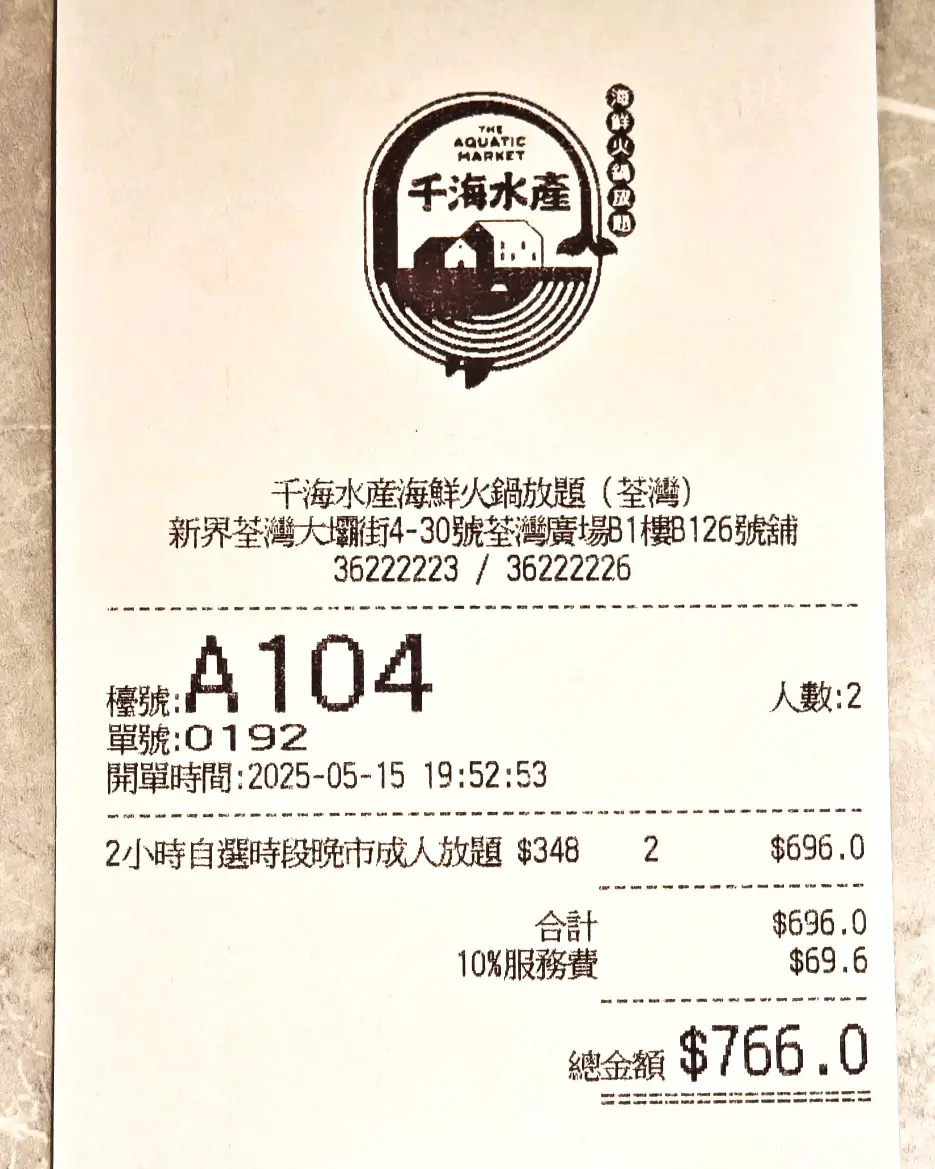 THE
AQUATIC
MARKET
千海水產
海鮮火鍋放題
千海水産海鮮火鍋放題（荃灣）
新界荃灣大壩街4-30號荃灣廣場B1樓B126號舖
36222223 / 36222226
檯號:A104 人數:2
單號:0192
開單時間:2025-05-15 19:52:53
2小時自選時段晚市成人放題 $348 2 $696.0
合計 $696.0
10%服務費 $69.6
總金額 $766.0